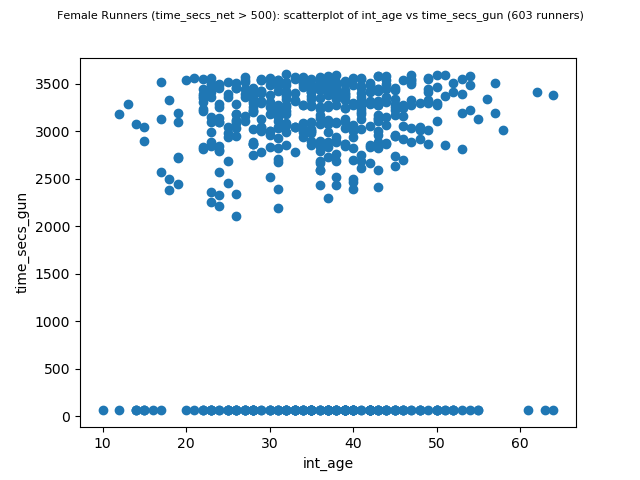 Female Runners (time_secs_net > 500): scatterplot of int_age vs time_secs_gun (603 runners)
time_secs_gun
3500
3000
2500
2000
1500
1000
500
0
10 20 30 40 50 60
int_age